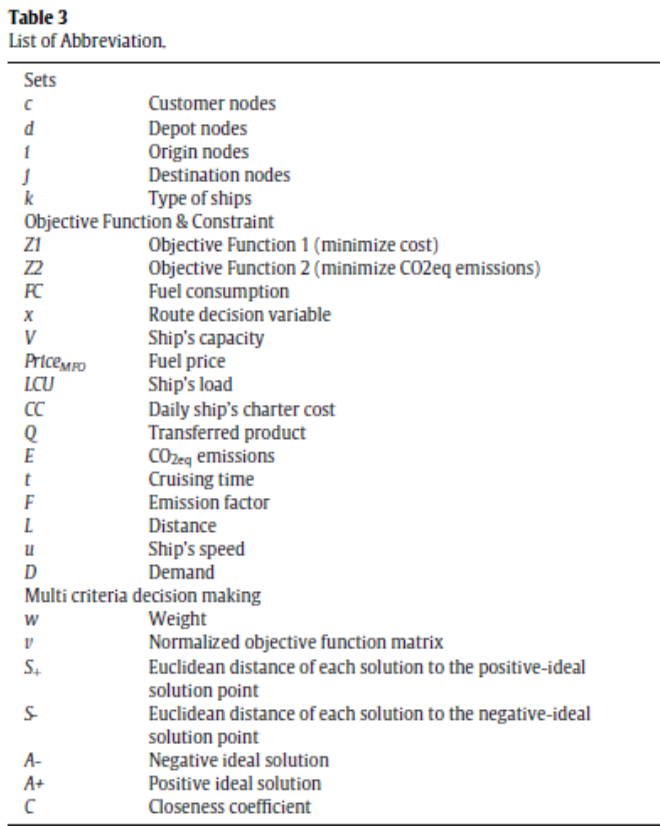 Table 3
List of Abbreviation.
Sets
c Customer nodes
d Depot nodes
i Origin nodes
j Destination nodes
k Type of ships
Objective Function & Constraint
Z1 Objective Function 1 (minimize cost)
Z2 Objective Function 2 (minimize CO2eq emissions)
FC Fuel consumption
x Route decision variable
V Ship's capacity
Price_MFO Fuel price
LCU Ship's load
CC Daily ship's charter cost
Q Transferred product
E CO₂eq emissions
t Cruising time
F Emission factor
L Distance
u Ship's speed
D Demand
Multi criteria decision making
w Weight
v Normalized objective function matrix
S₊ Euclidean distance of each solution to the positive-ideal
solution point
S- Euclidean distance of each solution to the negative-ideal
solution point
A- Negative ideal solution
A+ Positive ideal solution
C Closeness coefficient